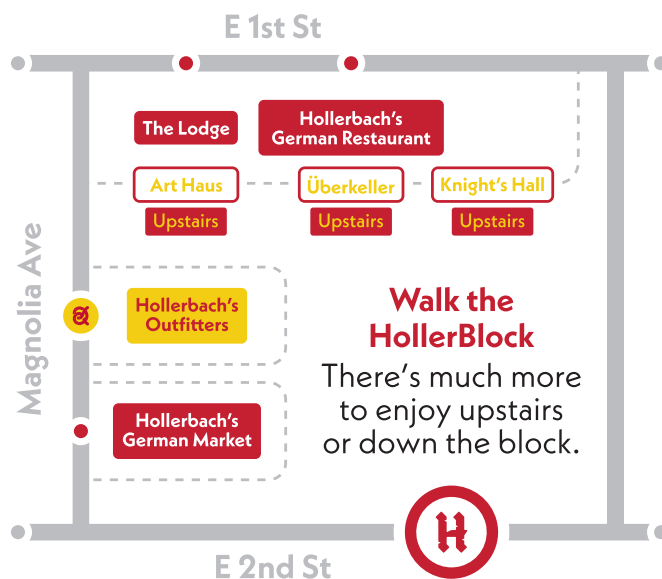 E 1st St
The Lodge
Hollerbach's
German Restaurant
Art Haus
Überkeller
Knight's Hall
Upstairs
Upstairs
Upstairs
Magnolia Ave
Hollerbach's
Outfitters
Walk the
HollerBlock
There's much more
to enjoy upstairs
or down the block.
Hollerbach's
German Market
H
E 2nd St